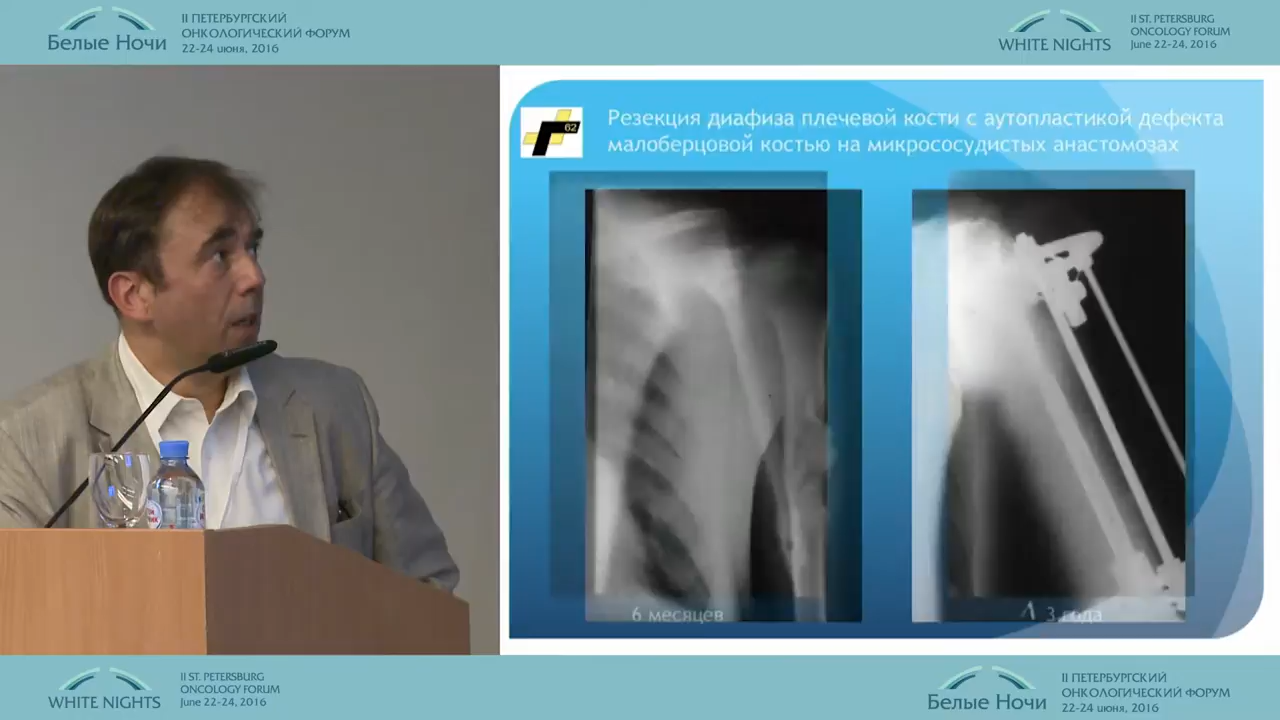 II ПЕТЕРБУРГСКИЙ
ОНКОЛОГИЧЕСКИЙ ФОРУМ
Белые Ночи
22-24 июня, 2016
II ST. PETERSBURG
ONCOLOGY FORUM
WHITE NIGHTS
June 22-24, 2016
62
Резекция диафиза плечевой кости с аутопластикой дефекта
малоберцовой костью на микрососудистых анастомозах
6 месяцев
3 года
II ST. PETERSBURG
ONCOLOGY FORUM
WHITE NIGHTS
June 22-24, 2016
II ПЕТЕРБУРГСКИЙ
ОНКОЛОГИЧЕСКИЙ ФОРУМ
Белые Ночи
22-24 июня, 2016